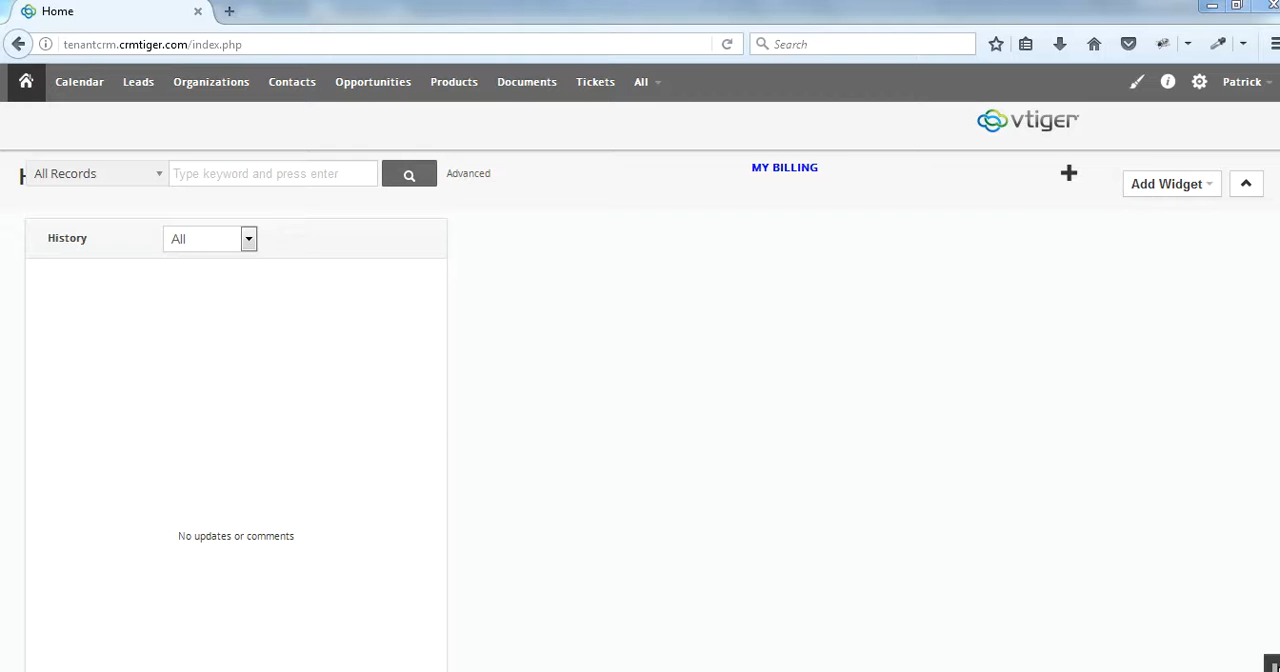 Home
tenantcrm.crmtiger.com/index.php
Search
Calendar Leads Organizations Contacts Opportunities Products Documents Tickets All Patrick
vtiger
All Records Type keyword and press enter Advanced MY BILLING Add Widget
History All
No updates or comments